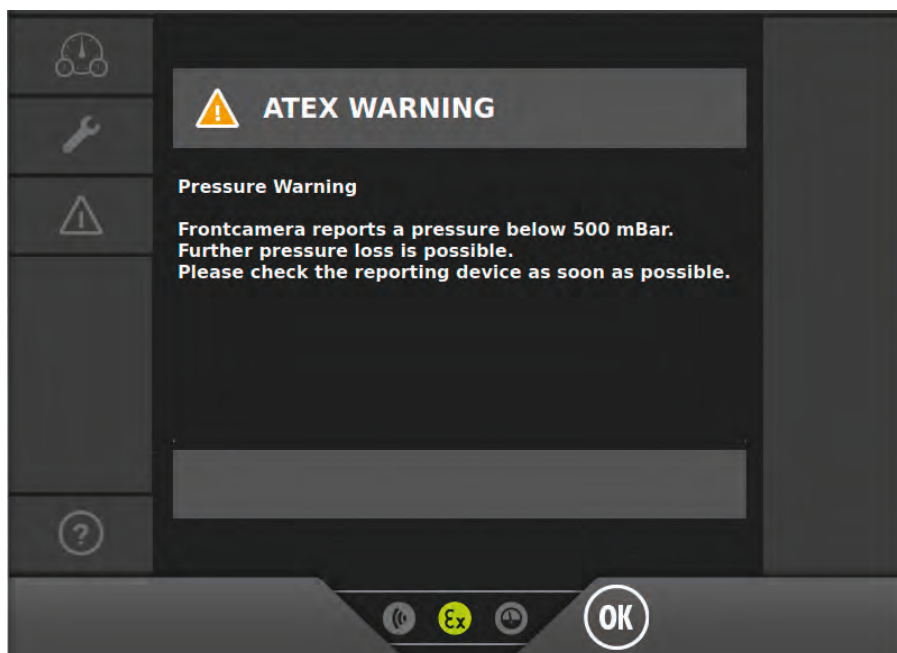 ATEX WARNING
Pressure Warning
Frontcamera reports a pressure below 500 mBar.
Further pressure loss is possible.
Please check the reporting device as soon as possible.
?
Ex
OK